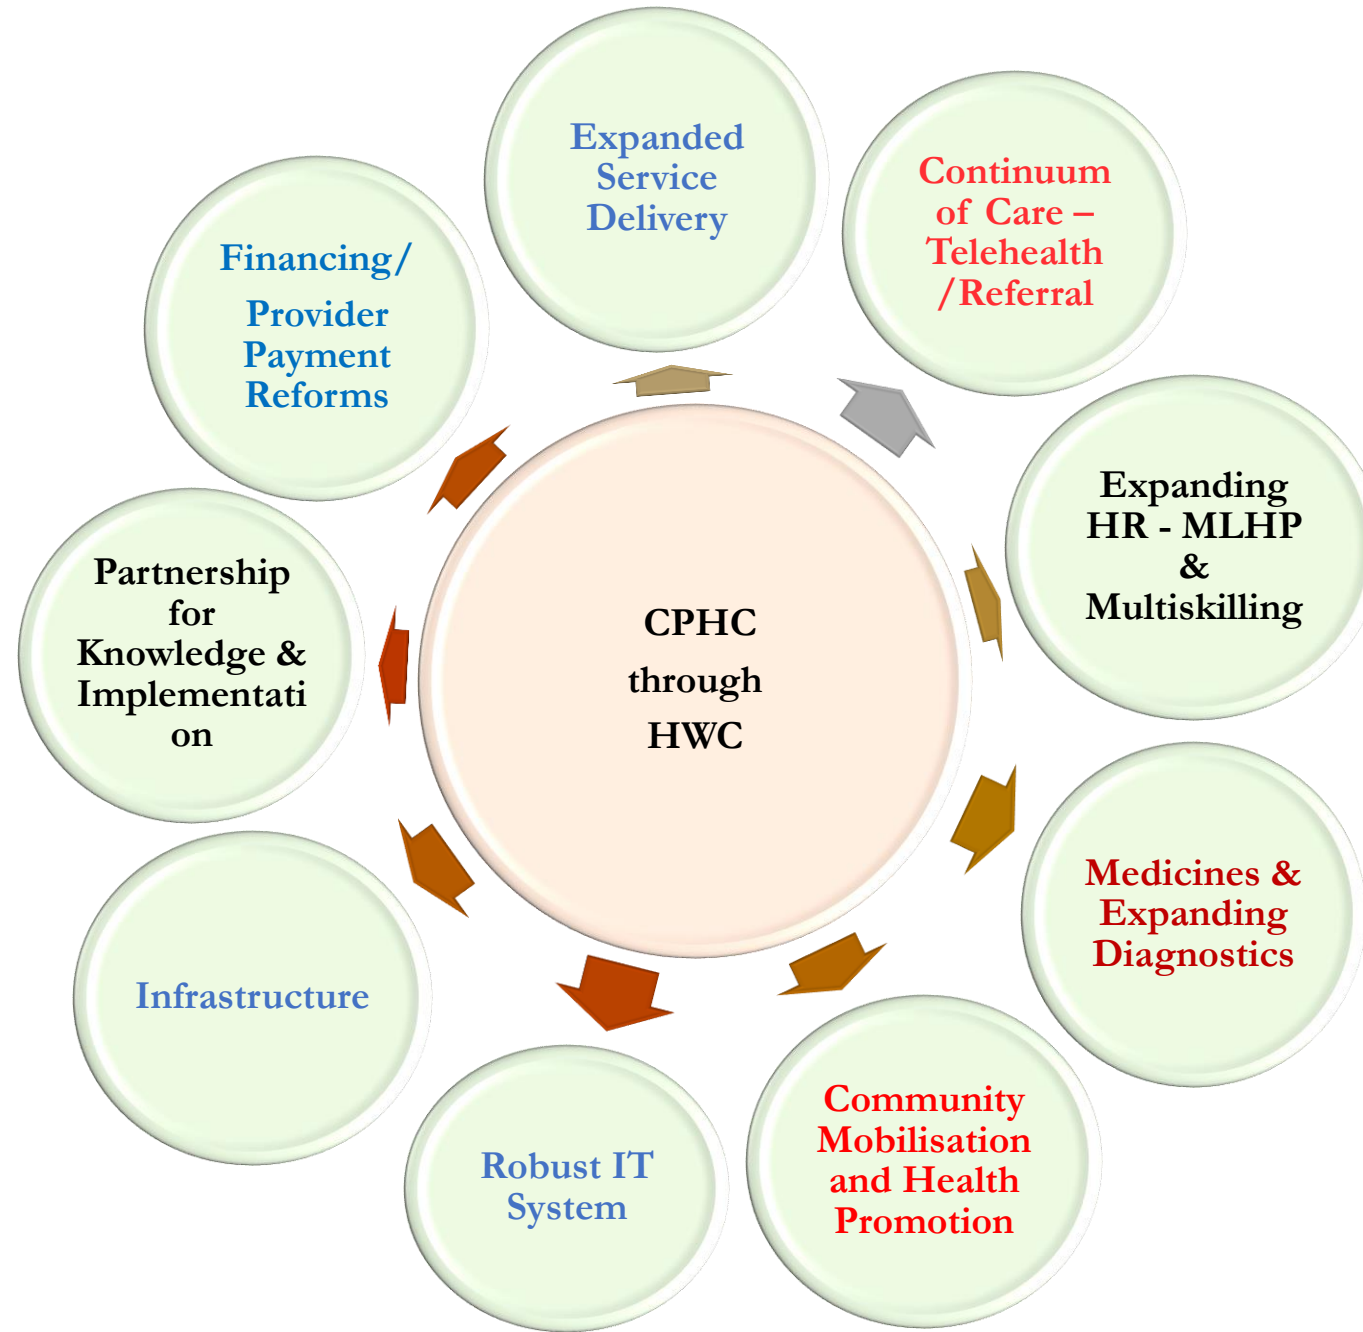 Expanded
Service
Delivery
Continuum
of Care –
Telehealth
/Referral
Expanding
HR - MLHP
&
Multiskilling
Medicines &
Expanding
Diagnostics
Community
Mobilisation
and Health
Promotion
Robust IT
System
Infrastructure
Partnership
for
Knowledge &
Implementati
on
Financing/
Provider
Payment
Reforms
CPHC
through
HWC